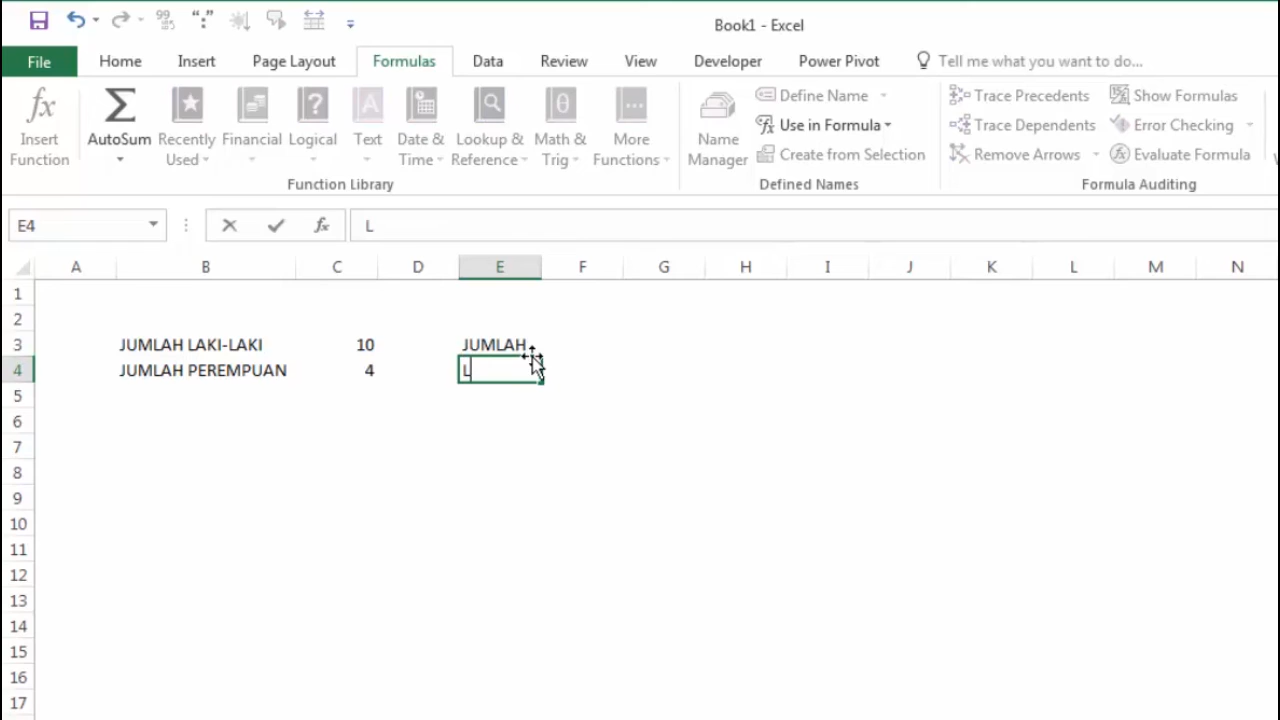 Book1 - Excel
File Home Insert Page Layout Formulas Data Review View Developer Power Pivot Tell me what you want to do...
fx Σ ? A θ Define Name Trace Precedents Show Formulas
Insert Function AutoSum Recently Used Financial Logical Text Date & Time Lookup & Reference Math & Trig More Functions Name Manager Use in Formula Trace Dependents Error Checking
Create from Selection Remove Arrows Evaluate Formula
Function Library Defined Names Formula Auditing
E4 fx L
A B C D E F G H I J K L M N
1
2
3 JUMLAH LAKI-LAKI 10 JUMLAH
4 JUMLAH PEREMPUAN 4 L
5
6
7
8
9
10
11
12
13
14
15
16
17